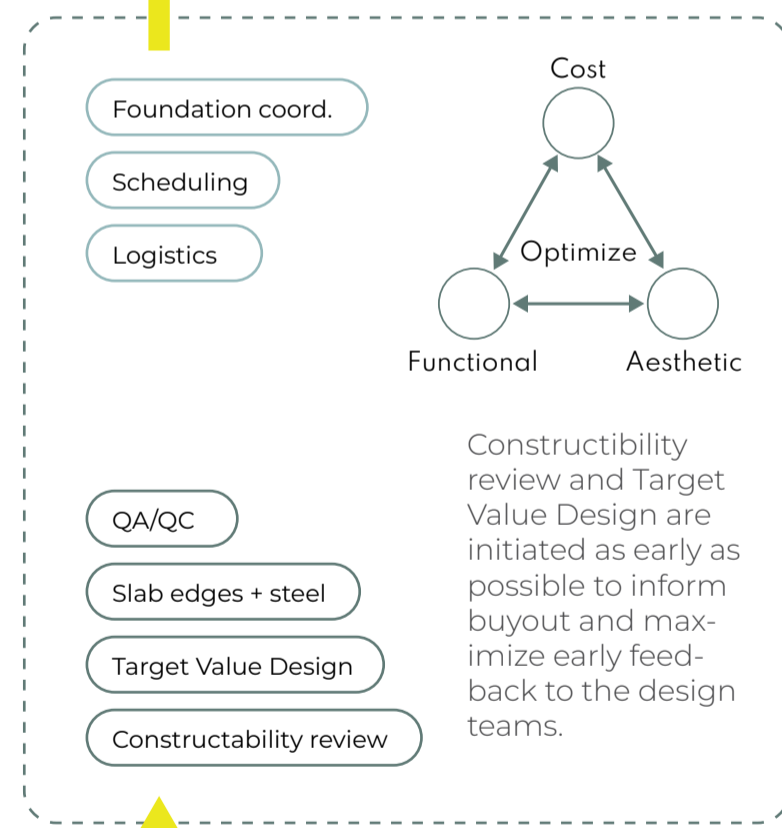 Foundation coord.
Scheduling
Logistics
Cost
Optimize
Functional
Aesthetic
QA/QC
Slab edges + steel
Target Value Design
Constructability review
Constructibility
review and Target
Value Design are
initiated as early as
possible to inform
buyout and max-
imize early feed-
back to the design
teams.